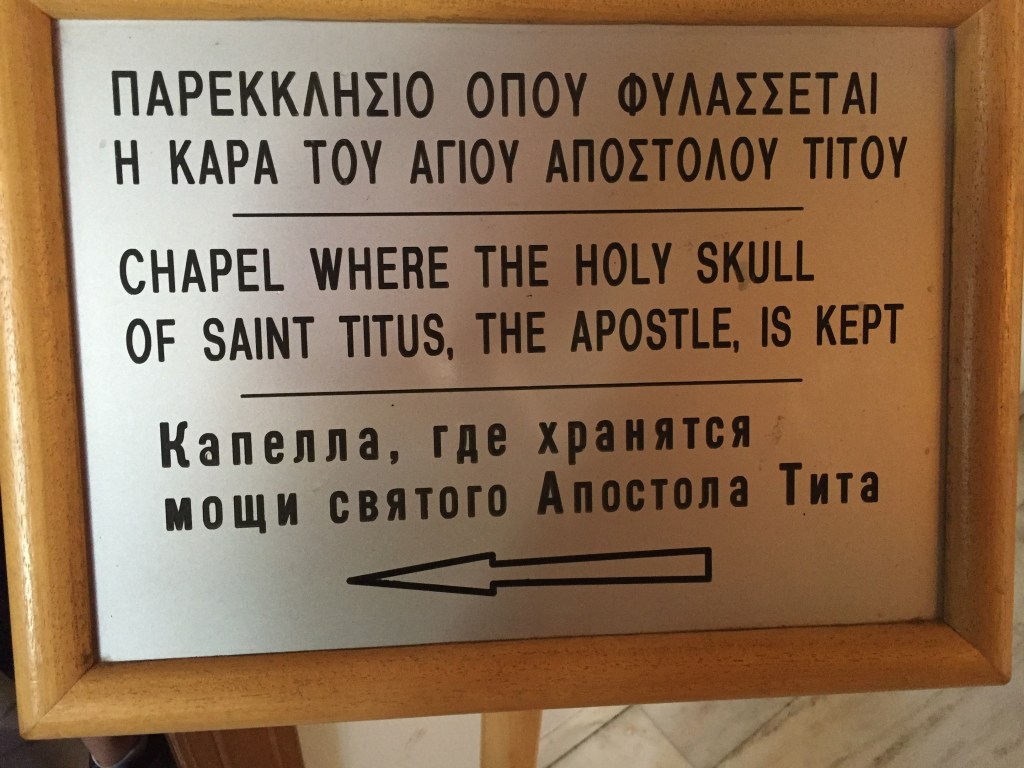 ΠΑΡΕΚΚΛΗΣΙΟ ΟΠΟΥ ΦΥΛΑΣΣΕΤΑΙ
Η ΚΑΡΑ ΤΟΥ ΑΓΙΟΥ ΑΠΟΣΤΟΛΟΥ ΤΙΤΟΥ
CHAPEL WHERE THE HOLY SKULL
OF SAINT TITUS, THE APOSTLE, IS KEPT
Капелла, где хранятся
мощи святого Апостола Тита